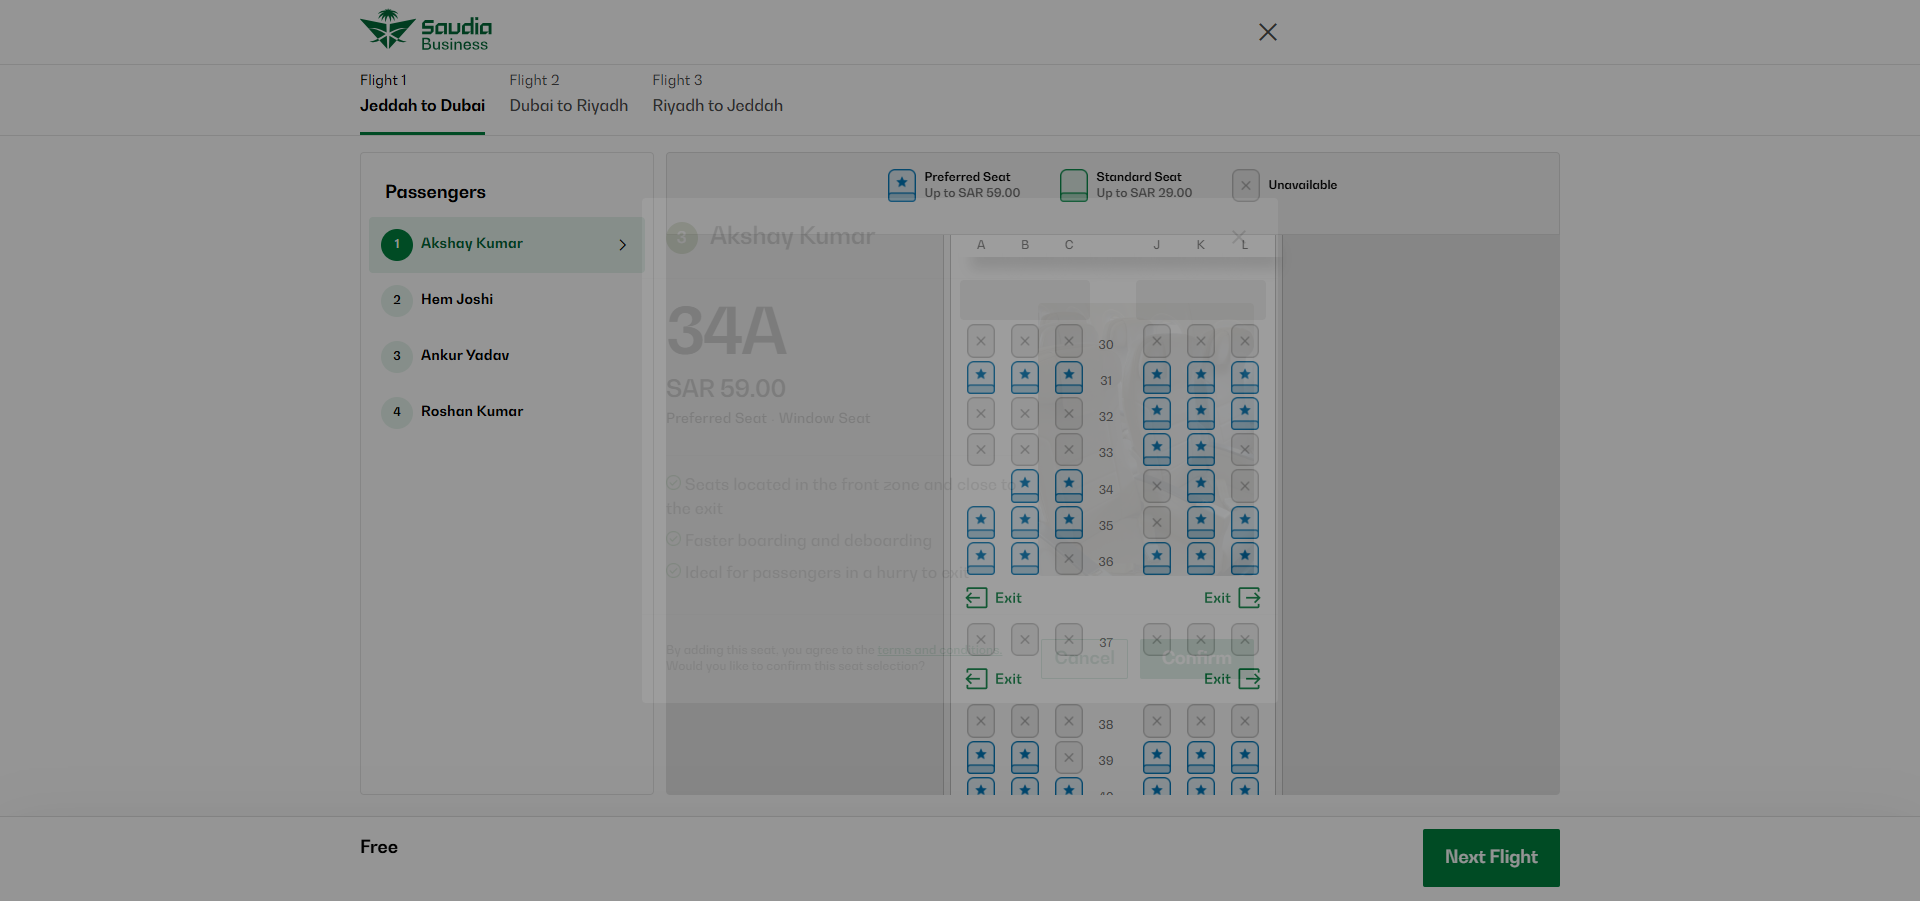 Saudia
Business
Flight 1
Jeddah to Dubai
Flight 2
Dubai to Riyadh
Flight 3
Riyadh to Jeddah
Passengers
1 Akshay Kumar
2 Hem Joshi
3 Ankur Yadav
4 Roshan Kumar
Preferred Seat
Up to SAR 59.00
Standard Seat
Up to SAR 29.00
Unavailable
3 Akshay Kumar
34A
SAR 59.00
Preferred Seat - Window Seat
Seats located in the front zone and close to
the exit
Faster boarding and deboarding
Ideal for passengers in a hurry to exit
By adding this seat, you agree to the terms and conditions.
Would you like to confirm this seat selection?
Cancel
Confirm
A B C J K L
30
31
32
33
34
35
36
Exit Exit
37
Exit Exit
38
39
Free
Next Flight